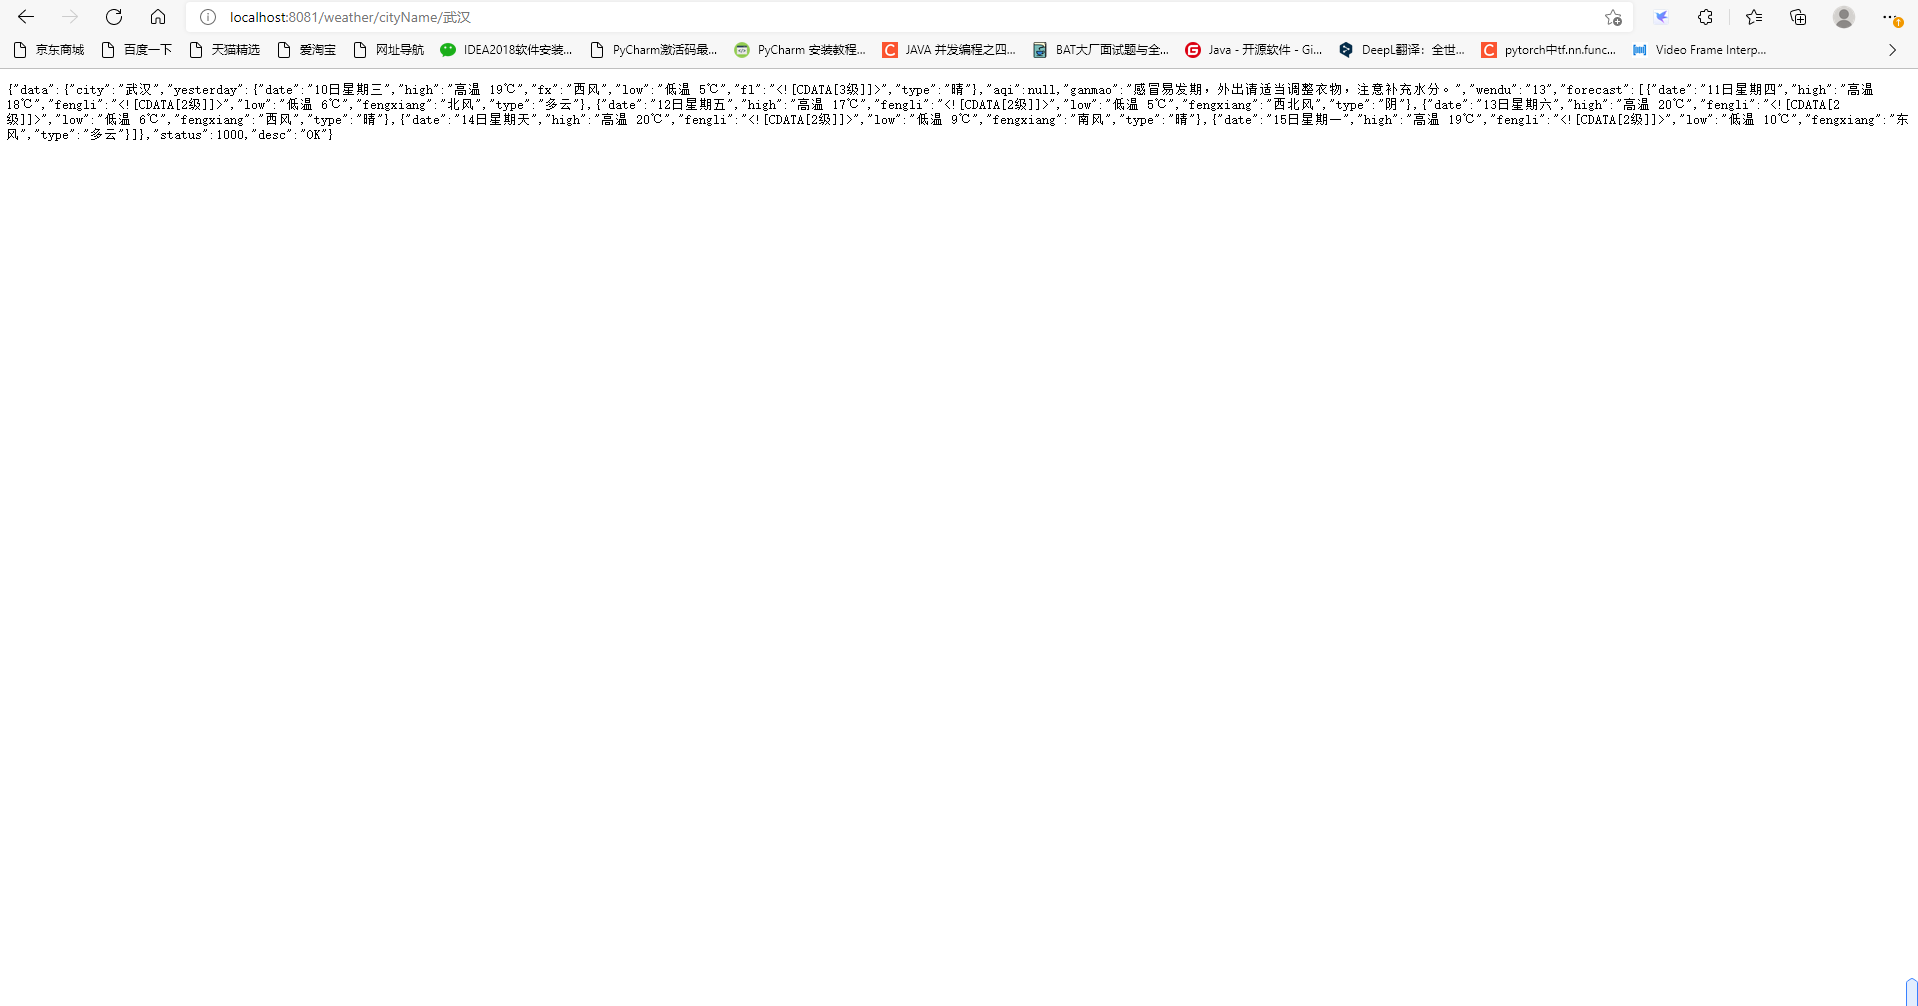 localhost:8081/weather/cityName/武汉
京东商城 百度一下 天猫精选 爱淘宝 网址导航 IDEA2018软件安装... PyCharm激活码最... PyCharm 安装教程... JAVA 并发编程之四... BAT大厂面试题与全... Java - 开源软件 - Gi... DeepL翻译：全世... pytorch中tf.nn.func... Video Frame Interp...
{"data":{"city":"武汉","yesterday":{"date":"10日星期三","high":"高温 19℃","fx":"西风","low":"低温 5℃","fl":"<![CDATA[3级]]>","type":"晴"},"aqi":null,"ganmao":"感冒易发期，外出请适当调整衣物，注意补充水分。","wendu":"13","forecast":[{"date":"11日星期四","high":"高温
18℃","fengli":"<![CDATA[2级]]>","low":"低温 6℃","fengxiang":"北风","type":"多云"},{"date":"12日星期五","high":"高温 17℃","fengli":"<![CDATA[2级]]>","low":"低温 5℃","fengxiang":"西北风","type":"阴"},{"date":"13日星期六","high":"高温 20℃","fengli":"<![CDATA[2
级]]>","low":"低温 6℃","fengxiang":"西风","type":"晴"},{"date":"14日星期天","high":"高温 20℃","fengli":"<![CDATA[2级]]>","low":"低温 9℃","fengxiang":"南风","type":"晴"},{"date":"15日星期一","high":"高温 19℃","fengli":"<![CDATA[2级]]>","low":"低温 10℃","fengxiang":"东
风","type":"多云"}]},"status":1000,"desc":"OK"}